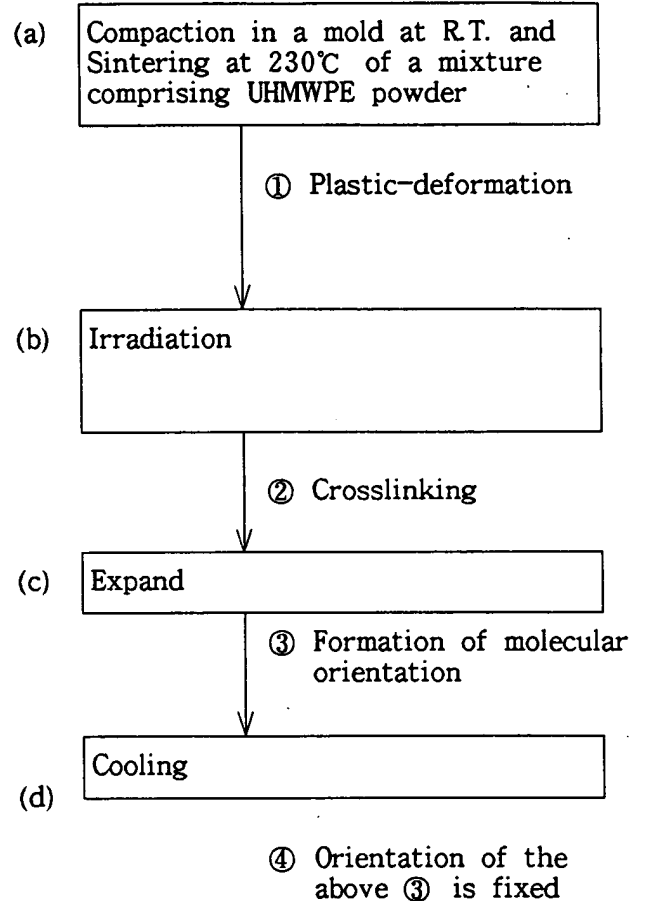 (a)
Compaction in a mold at R.T. and
Sintering at 230℃ of a mixture
comprising UHMWPE powder
① Plastic-deformation
(b)
Irradiation
② Crosslinking
(c)
Expand
③ Formation of molecular
orientation
Cooling
(d)
④ Orientation of the
above ③ is fixed